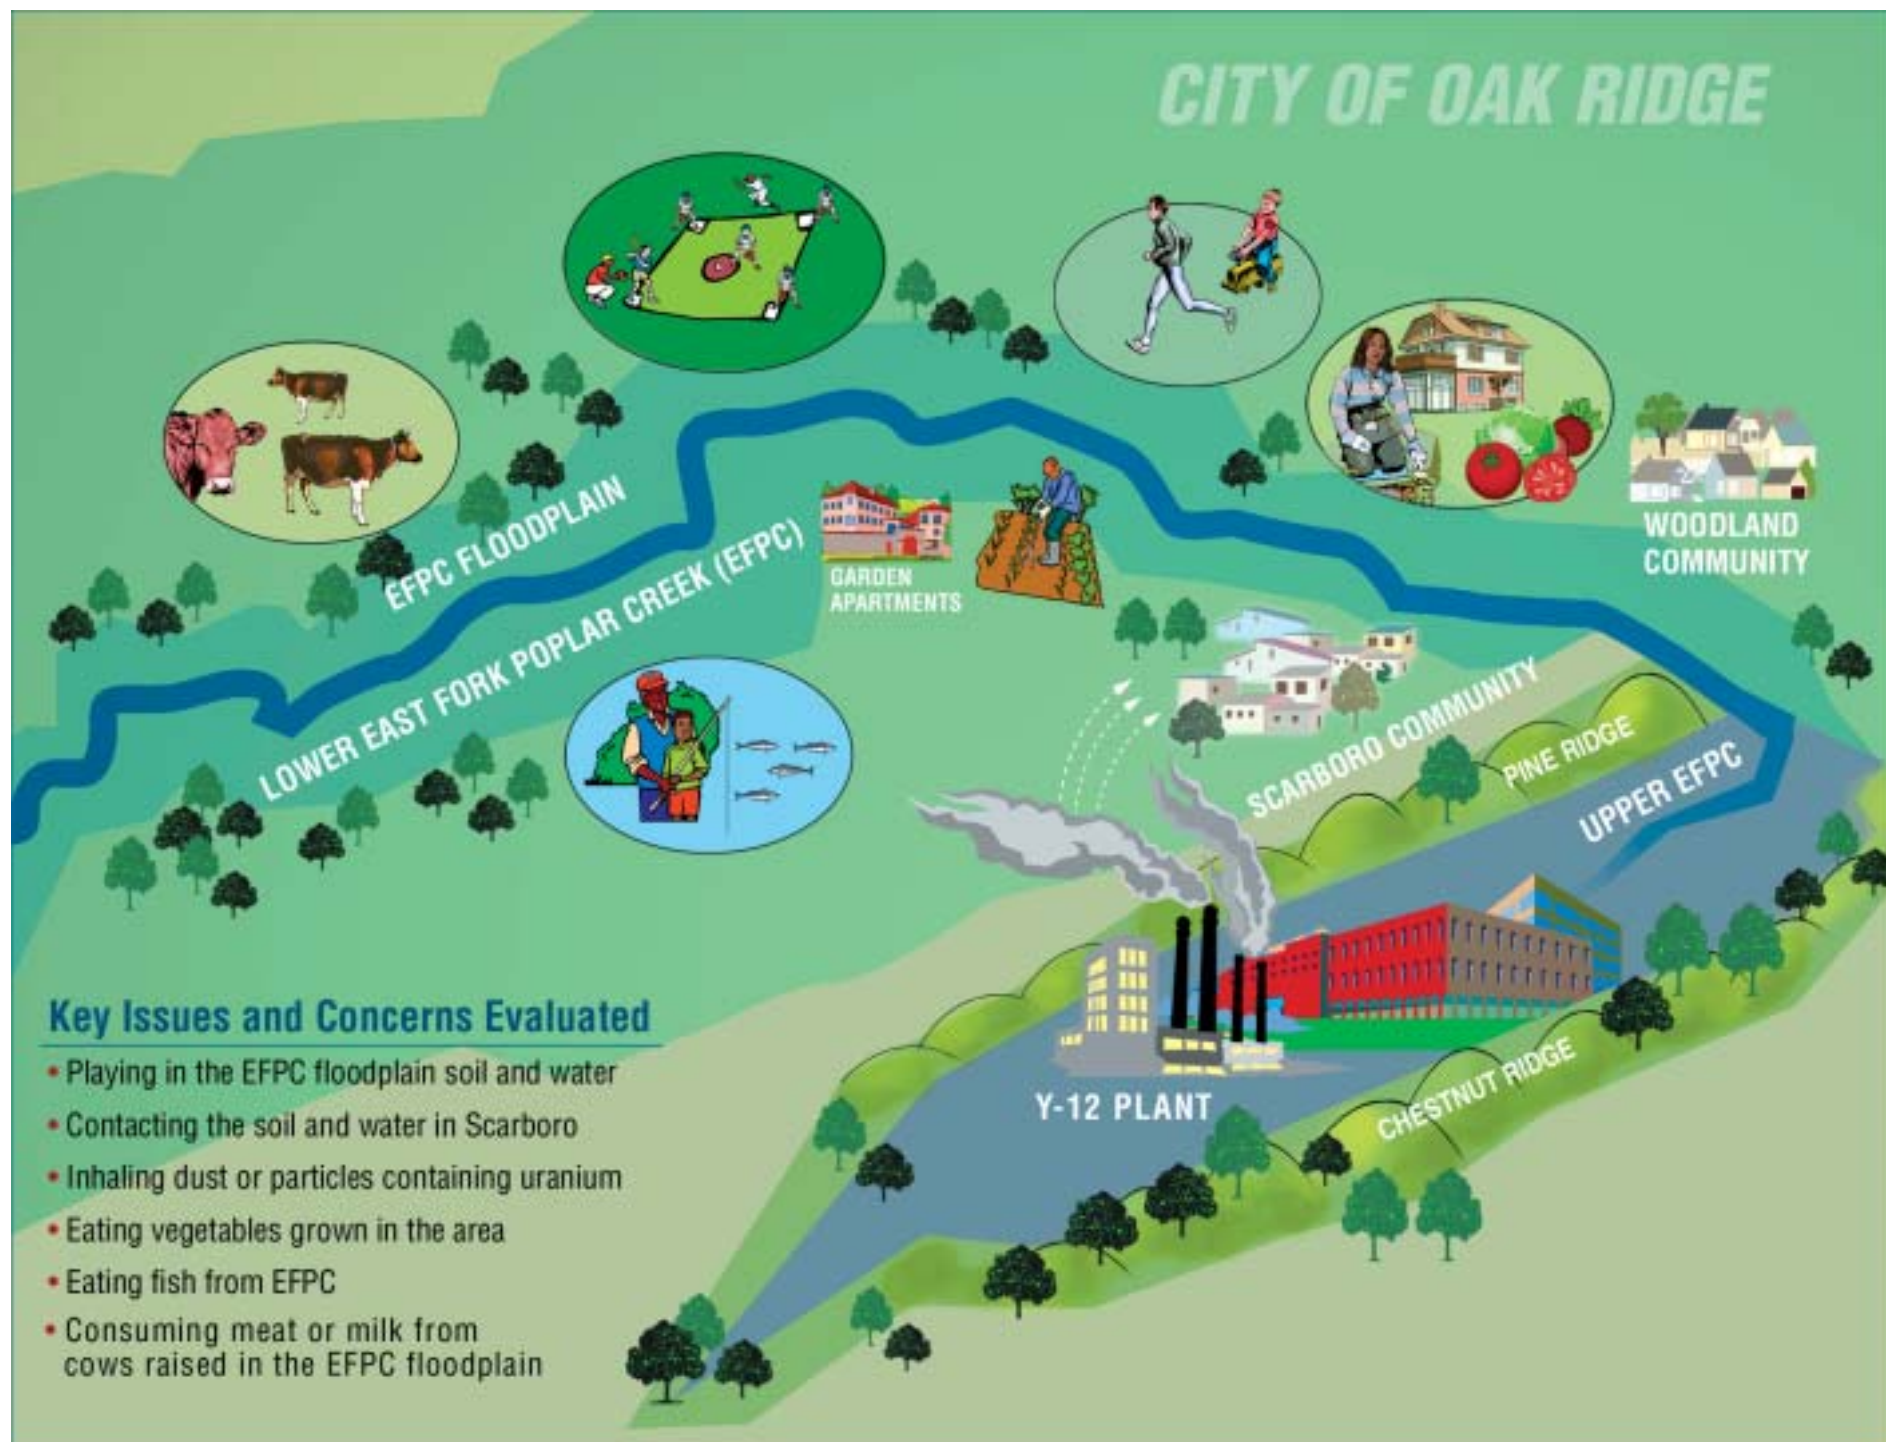 CITY OF OAK RIDGE
EFPC FLOODPLAIN
LOWER EAST FORK POPLAR CREEK (EFPC)
GARDEN
APARTMENTS
WOODLAND
COMMUNITY
SCARBORO COMMUNITY
PINE RIDGE
UPPER EFPC
Y-12 PLANT
CHESTNUT RIDGE
Key Issues and Concerns Evaluated
• Playing in the EFPC floodplain soil and water
• Contacting the soil and water in Scarboro
• Inhaling dust or particles containing uranium
• Eating vegetables grown in the area
• Eating fish from EFPC
• Consuming meat or milk from
cows raised in the EFPC floodplain